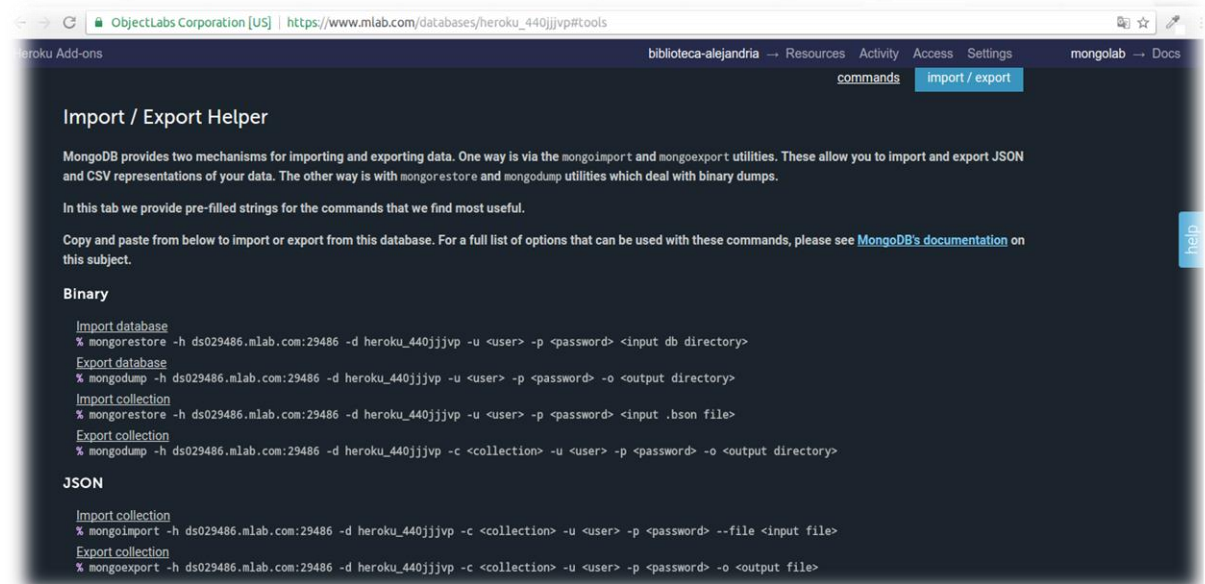 ObjectLabs Corporation [US] https://www.mlab.com/databases/heroku_440jjjvp#tools
Heroku Add-ons biblioteca-alejandria → Resources Activity Access Settings mongolab → Docs
commands import / export
Import / Export Helper
MongoDB provides two mechanisms for importing and exporting data. One way is via the mongoimport and mongoexport utilities. These allow you to import and export JSON
and CSV representations of your data. The other way is with mongorestore and mongodump utilities which deal with binary dumps.
In this tab we provide pre-filled strings for the commands that we find most useful.
Copy and paste from below to import or export from this database. For a full list of options that can be used with these commands, please see MongoDB's documentation on
this subject.
help
Binary
Import database
% mongorestore -h ds029486.mlab.com:29486 -d heroku_440jjjvp -u <user> -p <password> <input db directory>
Export database
% mongodump -h ds029486.mlab.com:29486 -d heroku_440jjjvp -u <user> -p <password> -o <output directory>
Import collection
% mongorestore -h ds029486.mlab.com:29486 -d heroku_440jjjvp -u <user> -p <password> <input .bson file>
Export collection
% mongodump -h ds029486.mlab.com:29486 -d heroku_440jjjvp -c <collection> -u <user> -p <password> -o <output directory>
JSON
Import collection
% mongoimport -h ds029486.mlab.com:29486 -d heroku_440jjjvp -c <collection> -u <user> -p <password> --file <input file>
Export collection
% mongoexport -h ds029486.mlab.com:29486 -d heroku_440jjjvp -c <collection> -u <user> -p <password> -o <output file>